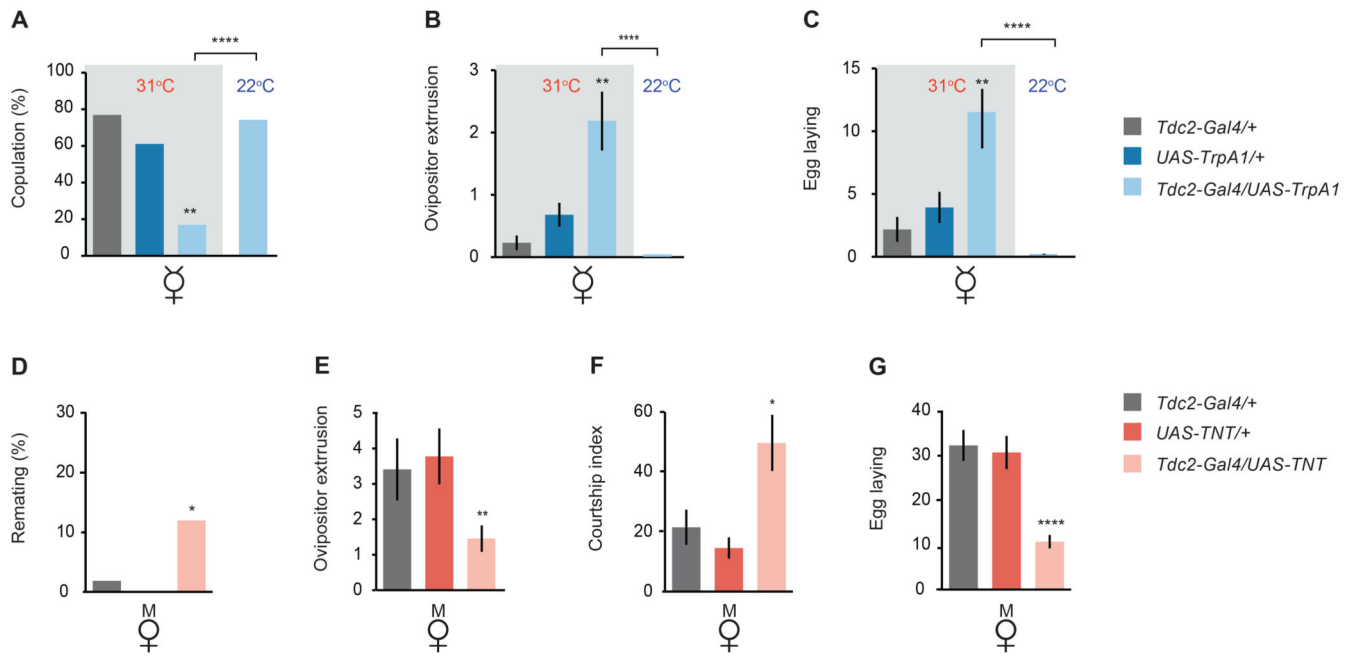 A
****
100
80
60
40
20
0
Copulation (%)
31°C
22°C
**
B
****
3
2
1
0
Ovipositor extrrusion
31°C
**
22°C
C
****
15
10
5
0
Egg laying
31°C
**
22°C
Tdc2-Gal4/+
UAS-TrpA1/+
Tdc2-Gal4/UAS-TrpA1
D
30
20
10
0
Remating (%)
*
M
E
5
4
3
2
1
0
Ovipositor extrrusion
**
M
F
60
40
20
0
Courtship index
*
M
G
40
30
20
10
0
Egg laying
****
M
Tdc2-Gal4/+
UAS-TNT/+
Tdc2-Gal4/UAS-TNT